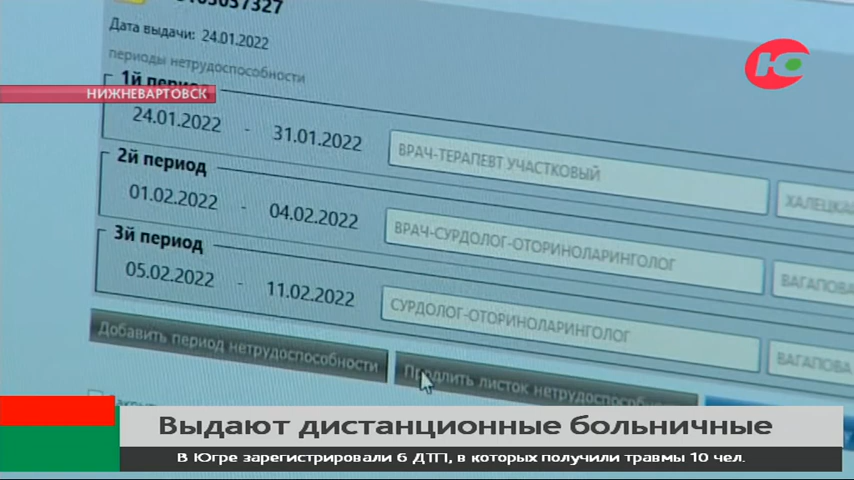 Дата выдачи: 24.01.2022
периоды нетрудоспособности
1й период
НИЖНЕВАРТОВСК
24.01.2022 - 31.01.2022 ВРАЧ-ТЕРАПЕВТ УЧАСТКОВЫЙ
2й период
01.02.2022 - 04.02.2022 ВРАЧ-СУРДОЛОГ-ОТОРИНОЛАРИНГОЛОГ ВАГАПОВА
3й период
05.02.2022 - 11.02.2022 СУРДОЛОГ-ОТОРИНОЛАРИНГОЛОГ ВАГАПОВА
Добавить период нетрудоспособности Продлить листок
Выдают дистанционные больничные
В Югре зарегистрировали 6 ДТП, в которых получили травмы 10 чел.